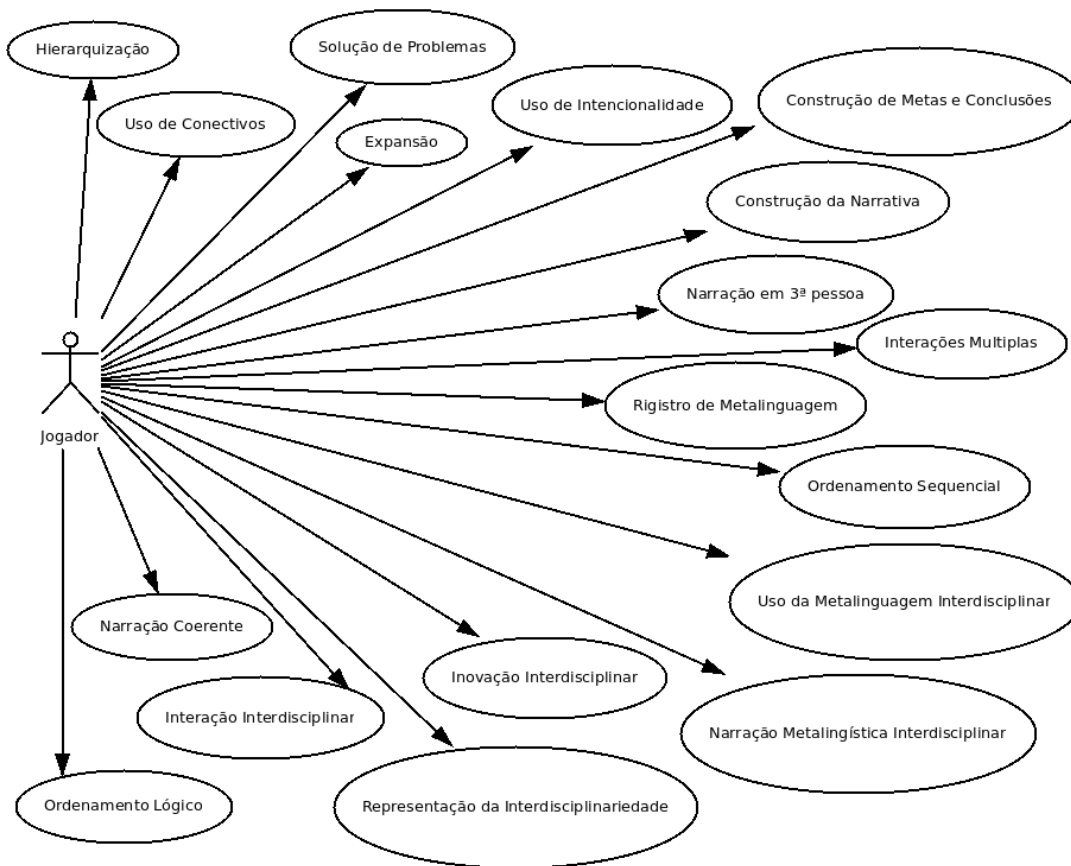 Solução de Problemas
Hierarquização
Uso de Intencionalidade
Construção de Metas e Conclusões
Uso de Conectivos
Expansão
Construção da Narrativa
Narração em 3ª pessoa
Interações Multiplas
Rigistro de Metalinguagem
Jogador
Ordenamento Sequencial
Uso da Metalinguagem Interdisciplinar
Narração Coerente
Inovação Interdisciplinar
Interação Interdisciplinar
Narração Metalingística Interdisciplinar
Ordenamento Lógico
Representação da Interdisciplinariedade